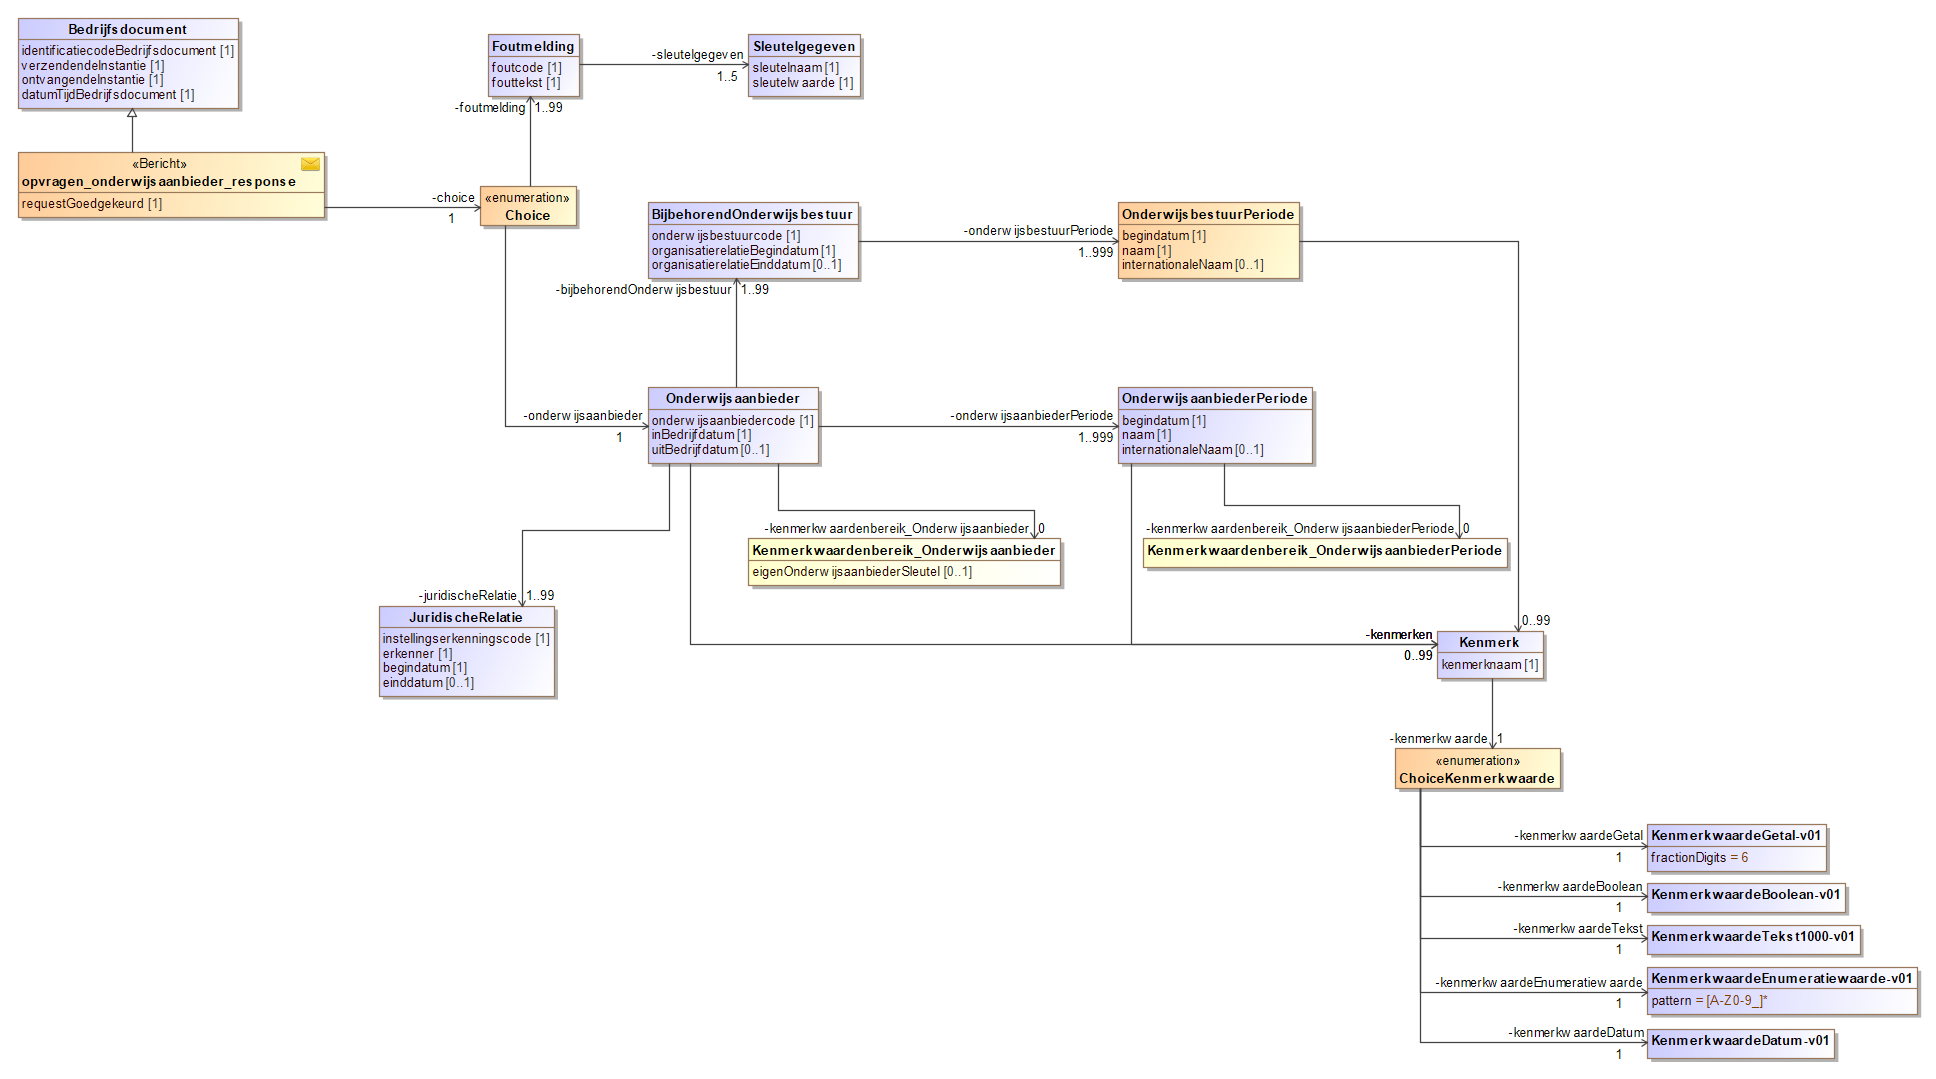 Bedrijfsdocument
identificatiecodeBedrijfsdocument [1]
verzendendeInstantie [1]
ontvangendeInstantie [1]
datumTijdBedrijfsdocument [1]
«Bericht»
opvragen_onderwijsaanbieder_response
requestGoedgekeurd [1]
-choice
1
«enumeration»
Choice
Foutmelding
foutcode [1]
fouttekst [1]
-foutmelding
1..99
-sleutelgegeven
1..5
Sleutelgegeven
sleutelnaam [1]
sleutelwaarde [1]
BijbehorendOnderwijsbestuur
onderwijsbestuurcode [1]
organisatierelatieBegindatum [1]
organisatierelatieEinddatum [0..1]
-bijbehorendOnderwijsbestuur
1..99
-onderwijsbestuurPeriode
1..999
OnderwijsbestuurPeriode
begindatum [1]
naam [1]
internationaleNaam [0..1]
-onderwijsaanbieder
1
Onderwijsaanbieder
onderwijsaanbiedercode [1]
inBedrijfdatum [1]
uitBedrijfdatum [0..1]
-onderwijsaanbiederPeriode
1..999
OnderwijsaanbiederPeriode
begindatum [1]
naam [1]
internationaleNaam [0..1]
-kenmerkwaardenbereik_Onderwijsaanbieder
0
Kenmerkwaardenbereik_Onderwijsaanbieder
eigenOnderwijsaanbiederSleutel [0..1]
-kenmerkwaardenbereik_OnderwijsaanbiederPeriode
0
Kenmerkwaardenbereik_OnderwijsaanbiederPeriode
-juridischeRelatie
1..99
JuridischeRelatie
instellingserkenningscode [1]
erkenner [1]
begindatum [1]
einddatum [0..1]
0..99
-kenmerken
0..99
Kenmerk
kenmerknaam [1]
-kenmerkwaarde
1
«enumeration»
ChoiceKenmerkwaarde
-kenmerkwaardeGetal
1
KenmerkwaardeGetal-v01
fractionDigits = 6
-kenmerkwaardeBoolean
1
KenmerkwaardeBoolean-v01
-kenmerkwaardeTekst
1
KenmerkwaardeTekst1000-v01
-kenmerkwaardeEnumeratiewaarde
1
KenmerkwaardeEnumeratiewaarde-v01
pattern = [A-Z0-9_]*
-kenmerkwaardeDatum
1
KenmerkwaardeDatum-v01